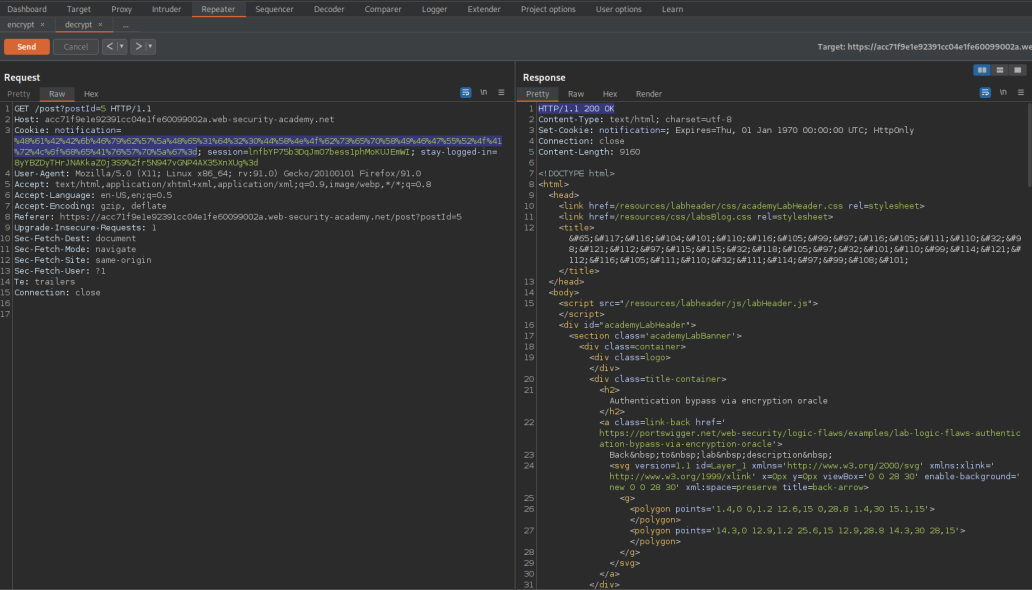 Dashboard Target Proxy Intruder Repeater Sequencer Decoder Comparer Logger Extender Project options User options Learn
encrypt × decrypt × ...
Send Cancel < > Target: https://acc71f9e1e92391cc04e1fe60099002a.we
Request
Pretty Raw Hex \n
1 GET /post?postId=5 HTTP/1.1
2 Host: acc71f9e1e92391cc04e1fe60099002a.web-security-academy.net
3 Cookie: notification=
%48%61%42%42%6b%46%79%62%57%5a%48%65%31%64%32%30%44%58%4e%4f%62%73%65%70%58%49%46%47%55%52%4f%41
%72%4c%6f%68%65%41%76%57%70%5a%67%3d; session=lnfbYP75b3DqJmO7bess1phMoKUJEmWI; stay-logged-in=
8yYBZDyTHrJNAKkaZ0j3S9%2fr5N947vGNP4AX35XnXUg%3d
4 User-Agent: Mozilla/5.0 (X11; Linux x86_64; rv:91.0) Gecko/20100101 Firefox/91.0
5 Accept: text/html,application/xhtml+xml,application/xml;q=0.9,image/webp,*/*;q=0.8
6 Accept-Language: en-US,en;q=0.5
7 Accept-Encoding: gzip, deflate
8 Referer: https://acc71f9e1e92391cc04e1fe60099002a.web-security-academy.net/post?postId=5
9 Upgrade-Insecure-Requests: 1
10 Sec-Fetch-Dest: document
11 Sec-Fetch-Mode: navigate
12 Sec-Fetch-Site: same-origin
13 Sec-Fetch-User: ?1
14 Te: trailers
15 Connection: close
16
17
Response
Pretty Raw Hex Render \n
1 HTTP/1.1 200 OK
2 Content-Type: text/html; charset=utf-8
3 Set-Cookie: notification=; Expires=Thu, 01 Jan 1970 00:00:00 UTC; HttpOnly
4 Connection: close
5 Content-Length: 9160
6
7 <!DOCTYPE html>
8 <html>
9 <head>
10 <link href=/resources/labheader/css/academyLabHeader.css rel=stylesheet>
11 <link href=/resources/css/labsBlog.css rel=stylesheet>
12 <title>
&#65;&#117;&#116;&#104;&#101;&#110;&#116;&#105;&#99;&#97;&#116;&#105;&#111;&#110;&#32;&#9
8;&#121;&#112;&#97;&#115;&#115;&#32;&#118;&#105;&#97;&#32;&#101;&#110;&#99;&#114;&#121;&#
112;&#116;&#105;&#111;&#110;&#32;&#111;&#114;&#97;&#99;&#108;&#101;
</title>
13 </head>
14 <body>
15 <script src="/resources/labheader/js/labHeader.js">
</script>
16 <div id="academyLabHeader">
17 <section class='academyLabBanner'>
18 <div class=container>
19 <div class=logo>
</div>
20 <div class=title-container>
21 <h2>
Authentication bypass via encryption oracle
</h2>
22 <a class=link-back href='
https://portswigger.net/web-security/logic-flaws/examples/lab-logic-flaws-authentic
ation-bypass-via-encryption-oracle'>
23 Back&nbsp;to&nbsp;lab&nbsp;description&nbsp;
24 <svg version=1.1 id=Layer_1 xmlns='http://www.w3.org/2000/svg' xmlns:xlink='
http://www.w3.org/1999/xlink' x=0px y=0px viewBox='0 0 28 30' enable-background='
new 0 0 28 30' xml:space=preserve title=back-arrow>
25 <g>
26 <polygon points='1.4,0 0,1.2 12.6,15 0,28.8 1.4,30 15.1,15'>
</polygon>
27 <polygon points='14.3,0 12.9,1.2 25.6,15 12.9,28.8 14.3,30 28,15'>
</polygon>
28 </g>
29 </svg>
30 </a>
31 </div>